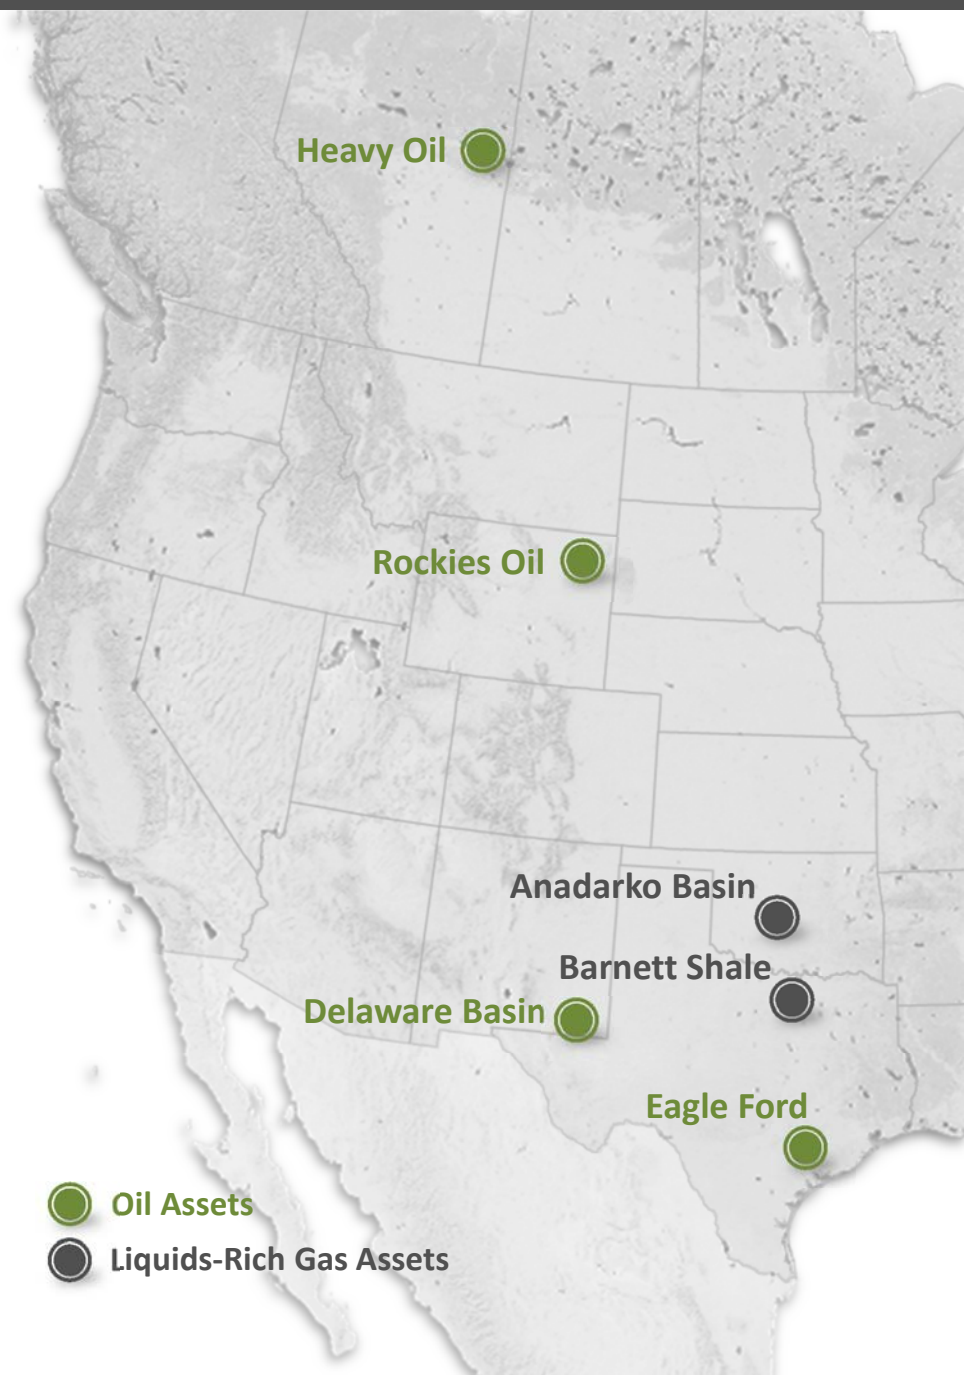 Heavy Oil
Rockies Oil
Anadarko Basin
Barnett Shale
Delaware Basin
Eagle Ford
Oil Assets
Liquids-Rich Gas Assets